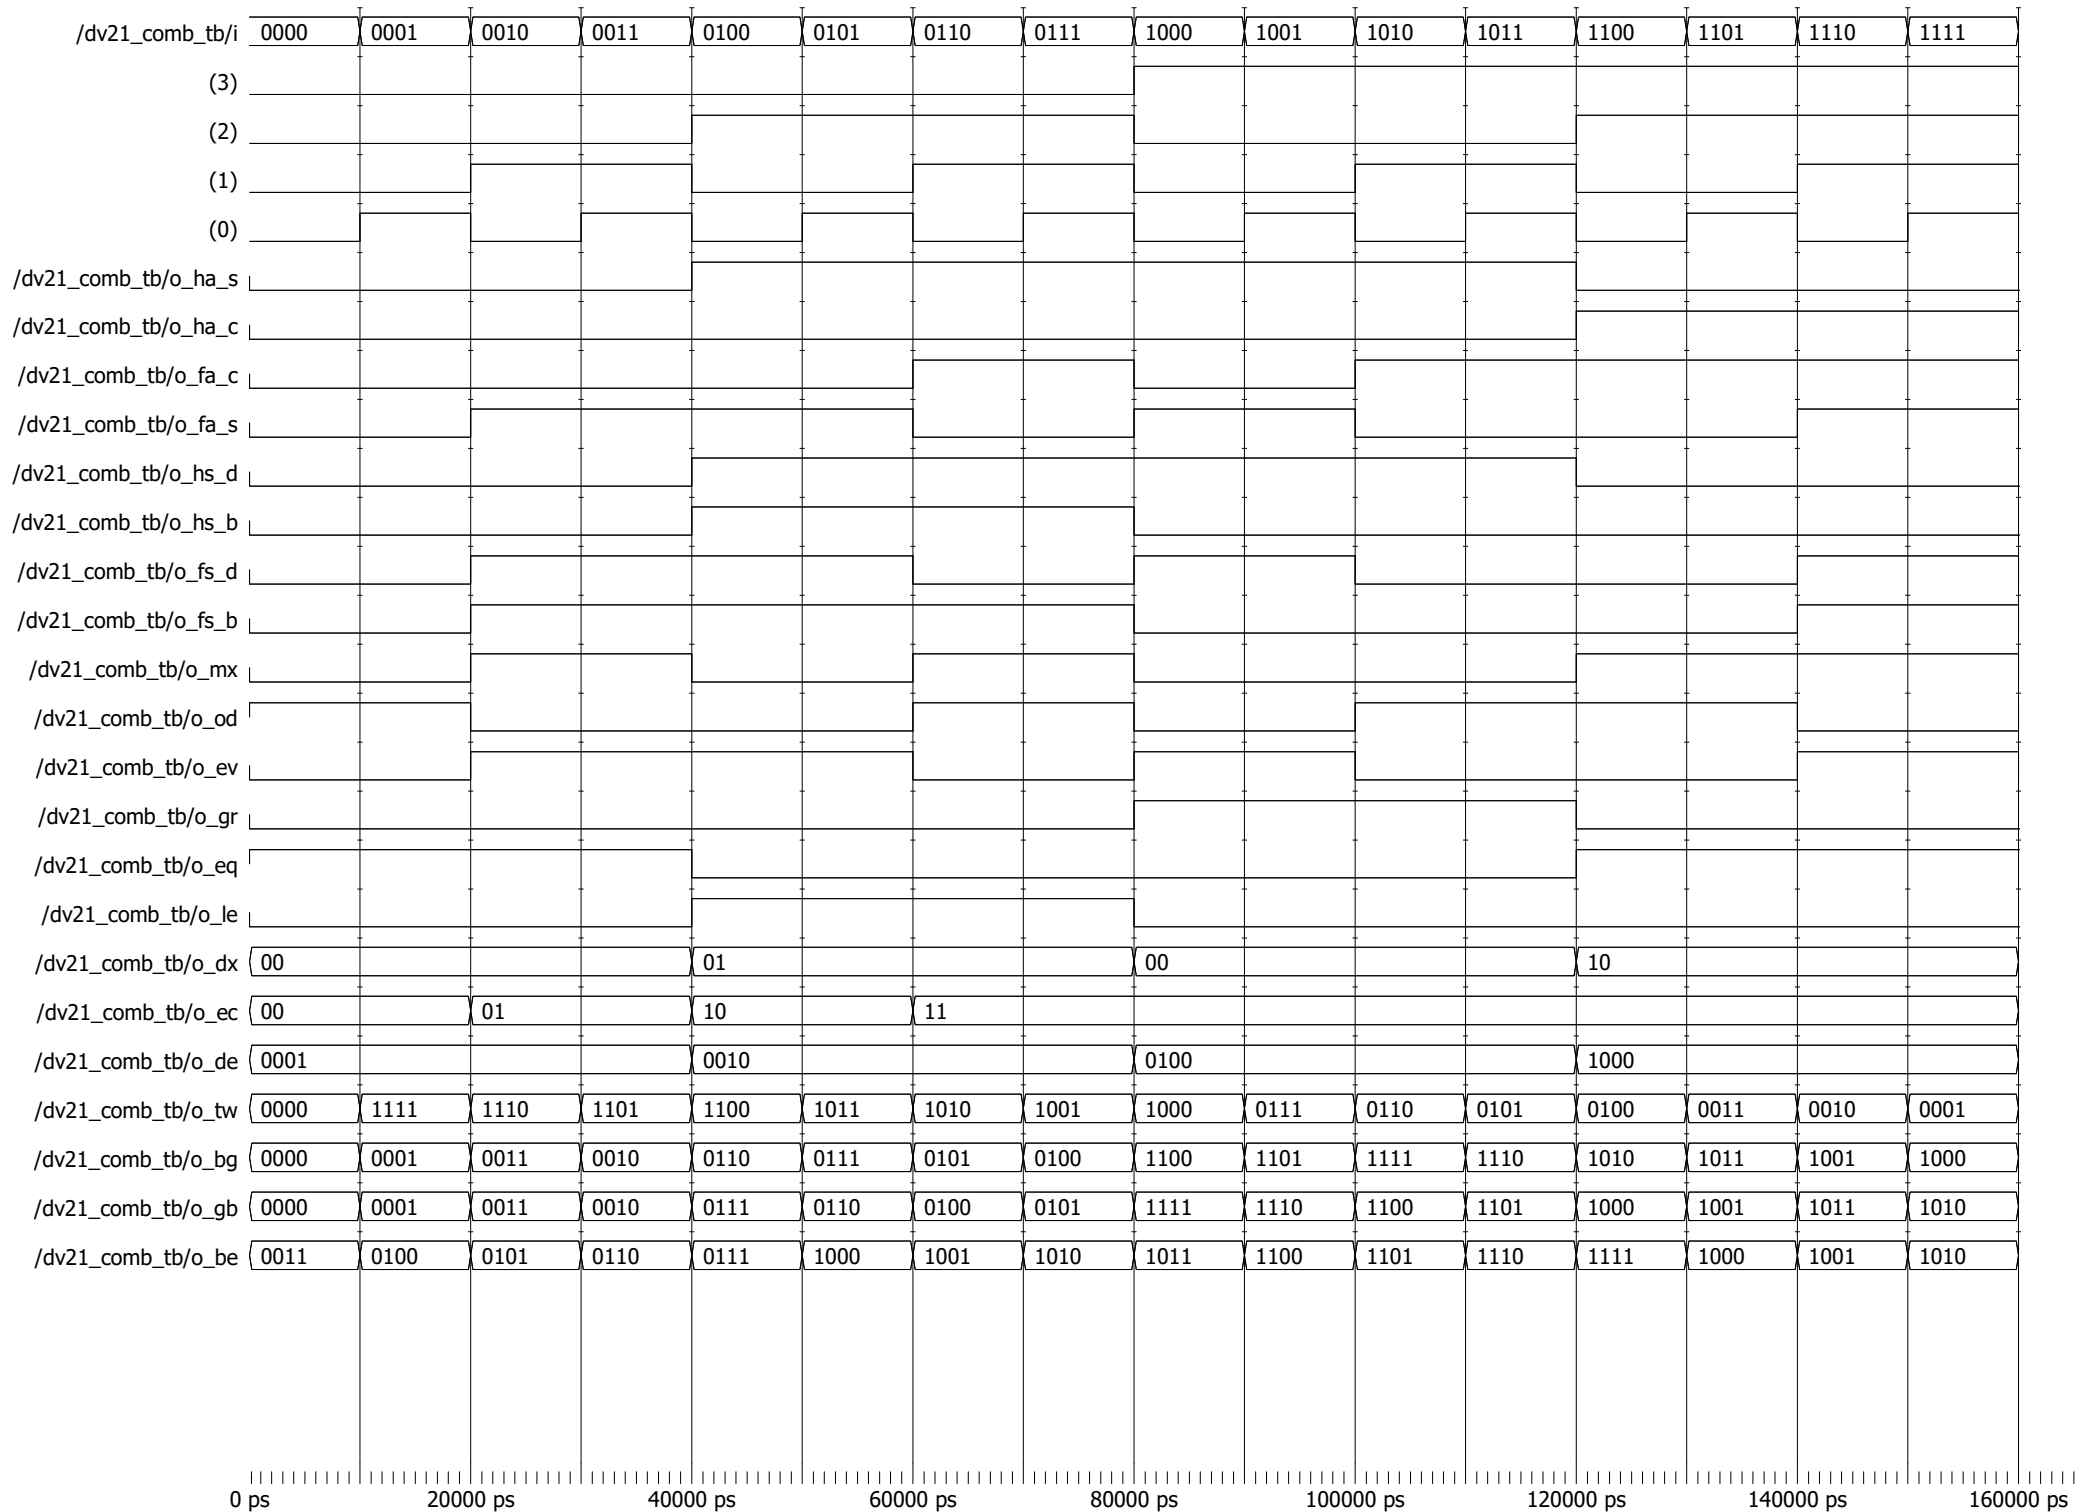 /dv21_comb_tb/i 0000 0001 0010 0011 0100 0101 0110 0111 1000 1001 1010 1011 1100 1101 1110 1111
(3)
(2)
(1)
(0)
/dv21_comb_tb/o_ha_s
/dv21_comb_tb/o_ha_c
/dv21_comb_tb/o_fa_c
/dv21_comb_tb/o_fa_s
/dv21_comb_tb/o_hs_d
/dv21_comb_tb/o_hs_b
/dv21_comb_tb/o_fs_d
/dv21_comb_tb/o_fs_b
/dv21_comb_tb/o_mx
/dv21_comb_tb/o_od
/dv21_comb_tb/o_ev
/dv21_comb_tb/o_gr
/dv21_comb_tb/o_eq
/dv21_comb_tb/o_le
/dv21_comb_tb/o_dx 00 01 00 10
/dv21_comb_tb/o_ec 00 01 10 11
/dv21_comb_tb/o_de 0001 0010 0100 1000
/dv21_comb_tb/o_tw 0000 1111 1110 1101 1100 1011 1010 1001 1000 0111 0110 0101 0100 0011 0010 0001
/dv21_comb_tb/o_bg 0000 0001 0011 0010 0110 0111 0101 0100 1100 1101 1111 1110 1010 1011 1001 1000
/dv21_comb_tb/o_gb 0000 0001 0011 0010 0111 0110 0100 0101 1111 1110 1100 1101 1000 1001 1011 1010
/dv21_comb_tb/o_be 0011 0100 0101 0110 0111 1000 1001 1010 1011 1100 1101 1110 1111 1000 1001 1010
0 ps 20000 ps 40000 ps 60000 ps 80000 ps 100000 ps 120000 ps 140000 ps 160000 ps